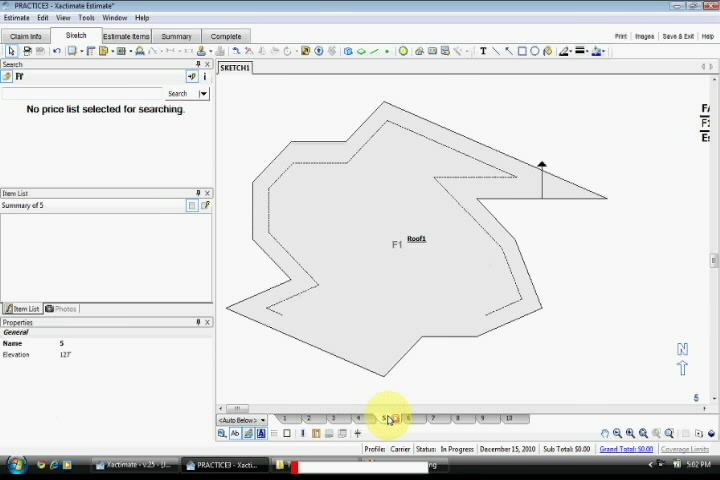 PRACTICE3 - Xactimate Estimate*
Estimate Edit View Tools Window Help
Claim Info Sketch Estimate Items Summary Complete
Print Images Save & Exit Help
Search
SKETCH1
Search
No price list selected for searching.
Item List
Summary of 5
F1 Roof1
Item List Photos
Properties
General
Name 5
Elevation 127'
N
5
<Auto Below> 1 2 3 4 5 6 7 8 9 10
Profile: Carrier Status: In Progress December 15, 2010 Sub Total: $0.00 Grand Total: $0.00 Coverage Limits
Xactimate - v.25 - [J... PRACTICE3 - Xacti...
5:02 PM